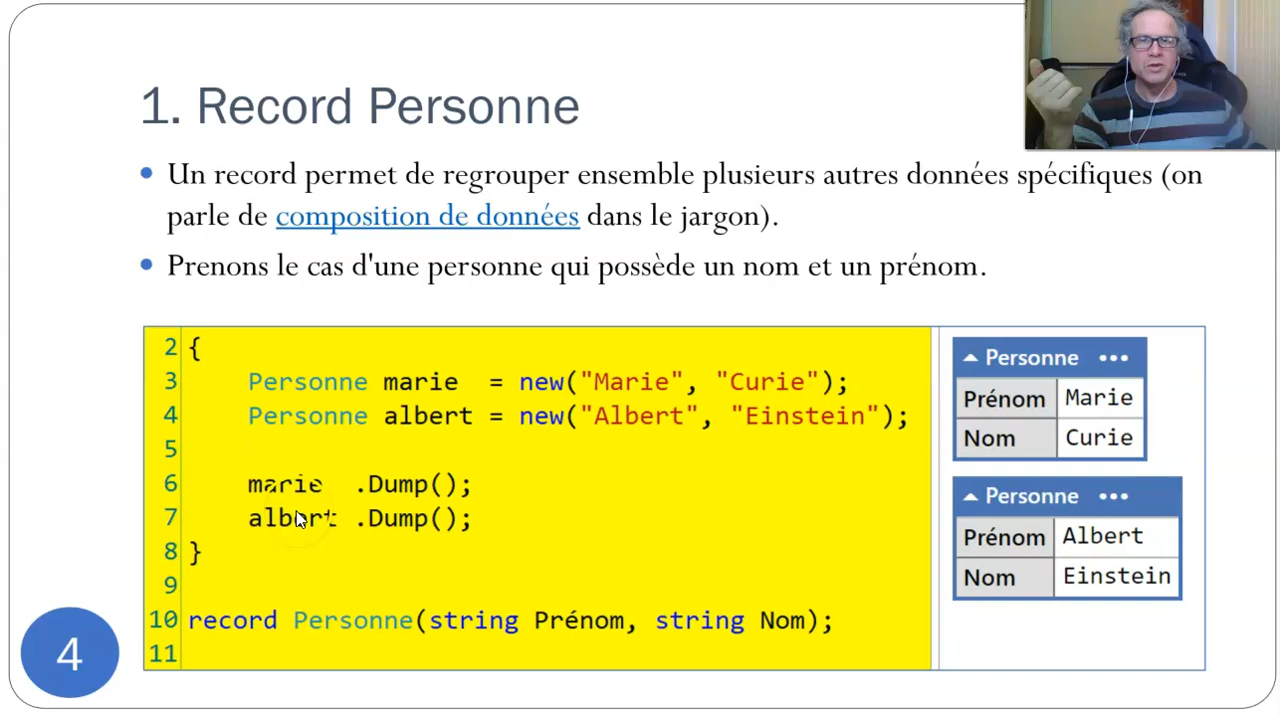 1. Record Personne
• Un record permet de regrouper ensemble plusieurs autres données spécifiques (on
parle de composition de données dans le jargon).
• Prenons le cas d'une personne qui possède un nom et un prénom.
2 {
3     Personne marie  = new("Marie", "Curie");
4     Personne albert = new("Albert", "Einstein");
5
6     marie  .Dump();
7     albert .Dump();
8 }
9
10 record Personne(string Prénom, string Nom);
11
Personne •••
Prénom Marie
Nom Curie
Personne •••
Prénom Albert
Nom Einstein
4